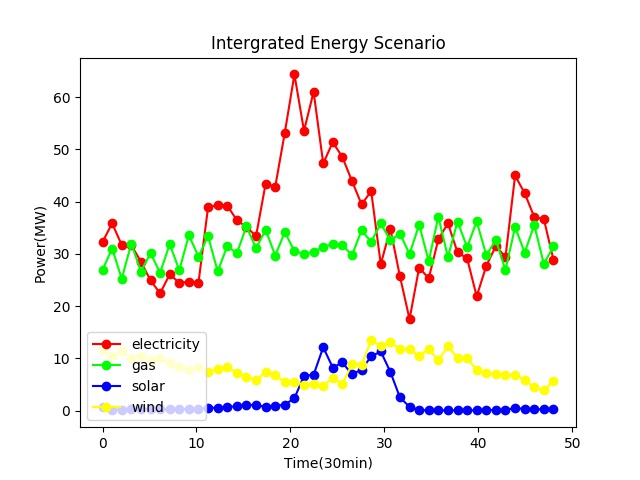 Intergrated Energy Scenario
Power(MW)
60
50
40
30
20
10
0
electricity
gas
solar
wind
0 10 20 30 40 50
Time(30min)